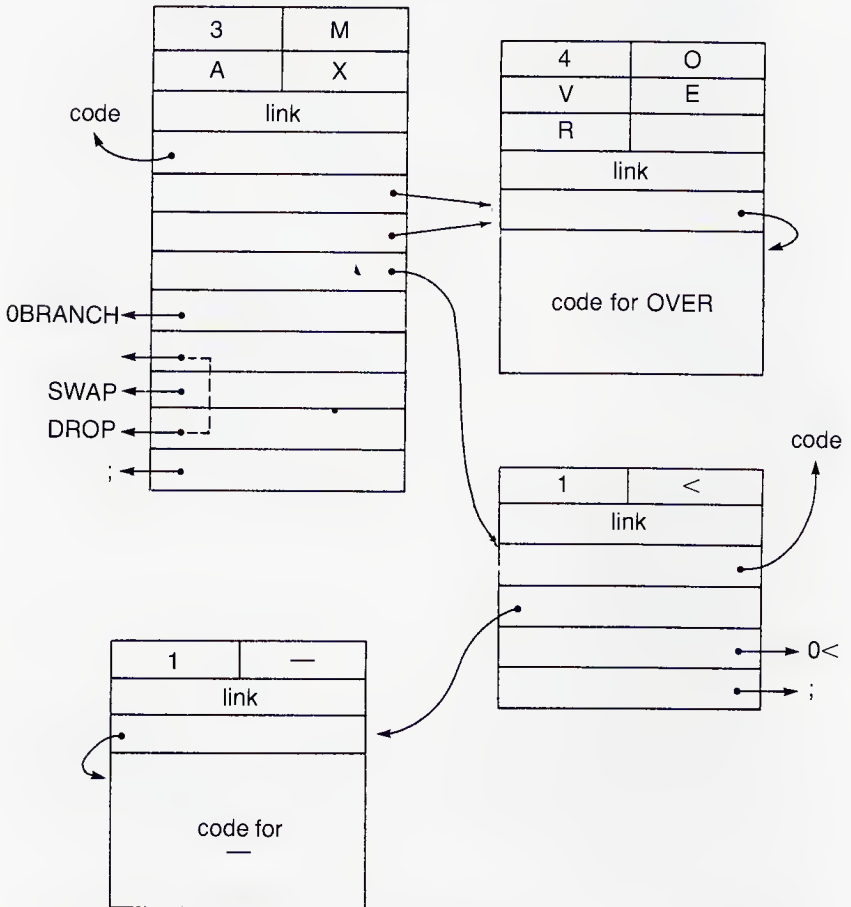 3 M
A X
link
code
0BRANCH
SWAP
DROP
;
4 O
V E
R
link
code for OVER
code
1 <
link
0<
;
1 —
link
code for
—